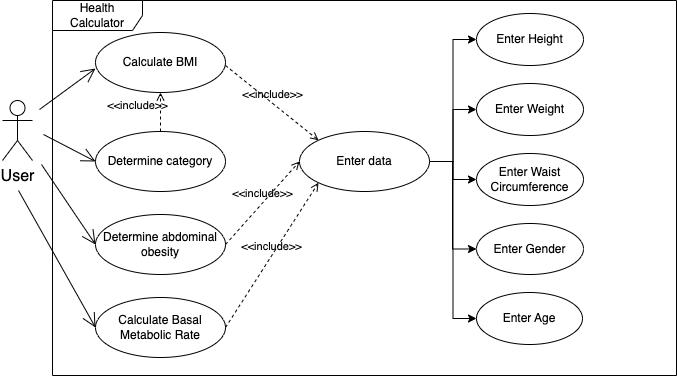 Health
Calculator
Calculate BMI
<<include>>
<<include>>
Determine category
User
Determine abdominal
obesity
<<include>>
<<include>>
Calculate Basal
Metabolic Rate
Enter data
Enter Height
Enter Weight
Enter Waist
Circumference
Enter Gender
Enter Age